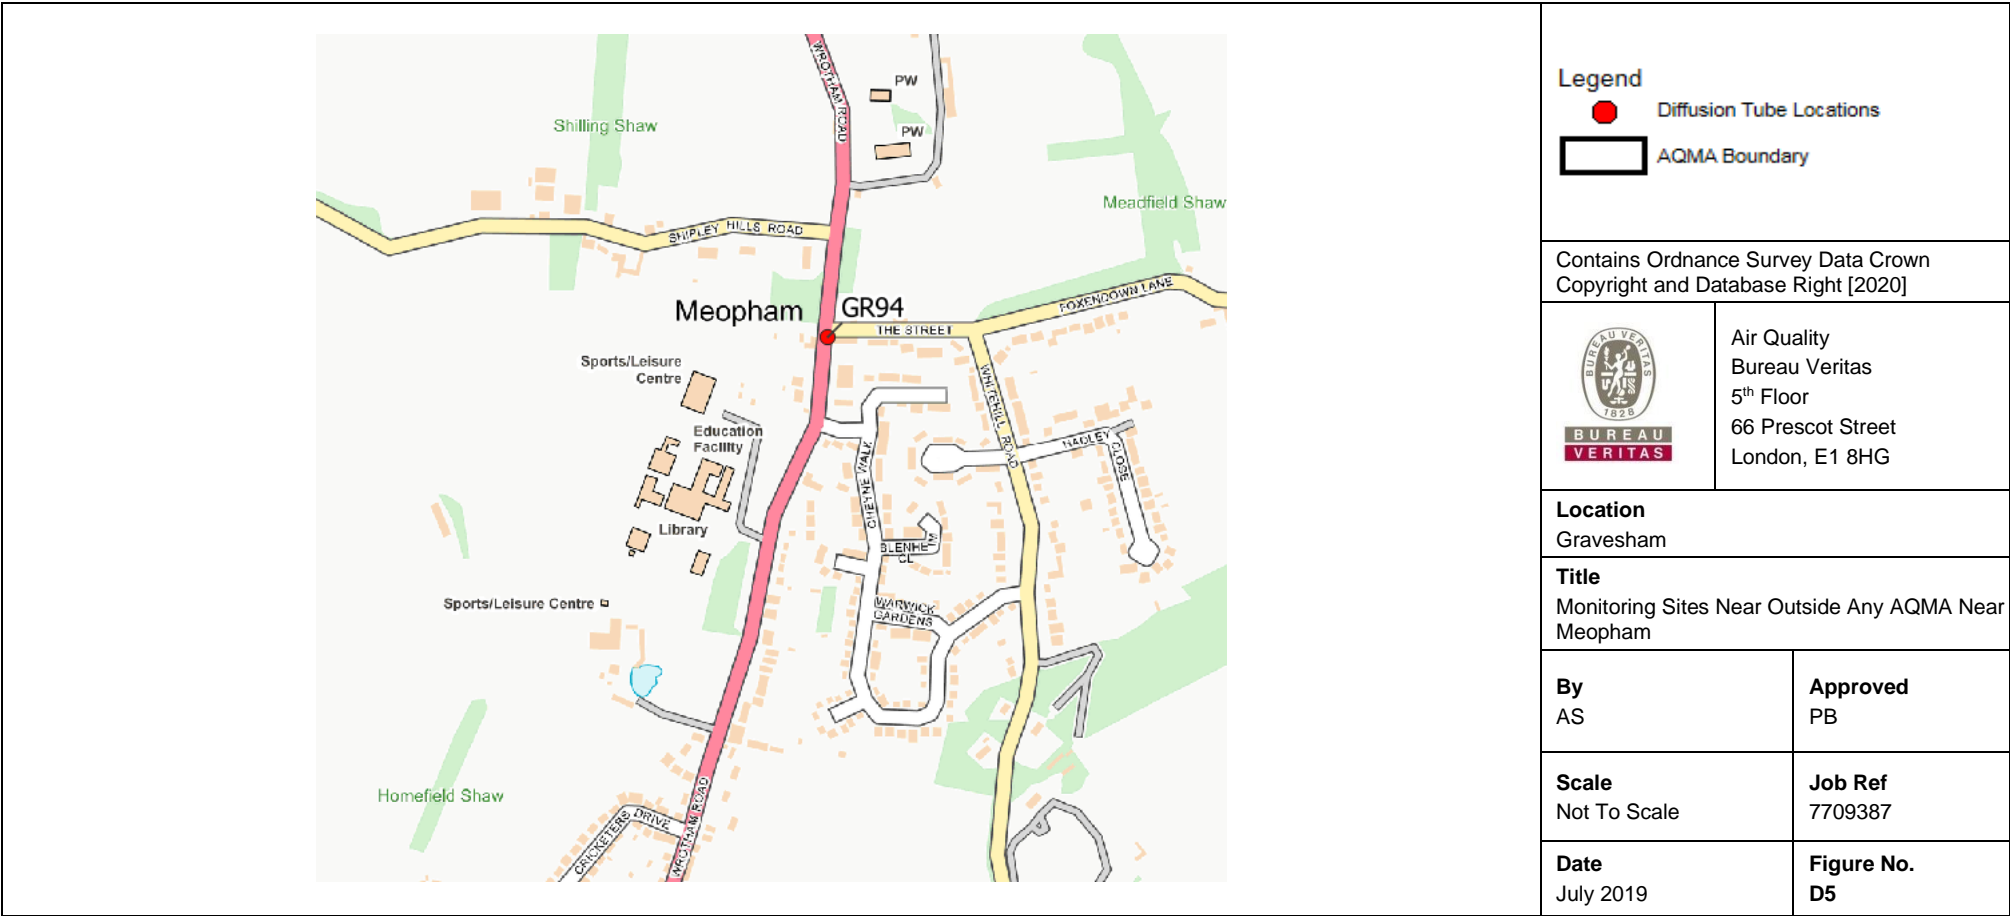 WROTHAM ROAD
PW
PW
Shilling Shaw
Meadfield Shaw
SHIPLEY HILLS ROAD
FOXENDOWN LANE
Meopham
GR94
THE STREET
Sports/Leisure
Centre
WHITEHILL ROAD
Education
Facility
HADLEY CLOSE
CHEYNE WALK
Library
BLENHEIM
CL
Sports/Leisure Centre
WARWICK
GARDENS
Homefield Shaw
CRICKETERS DRIVE
WROTHAM ROAD
Legend
Diffusion Tube Locations
AQMA Boundary
Contains Ordnance Survey Data Crown
Copyright and Database Right [2020]
BUREAU VERITAS
1828
BUREAU
VERITAS
Air Quality
Bureau Veritas
5th Floor
66 Prescot Street
London, E1 8HG
Location
Gravesham
Title
Monitoring Sites Near Outside Any AQMA Near
Meopham
By
AS
Approved
PB
Scale
Not To Scale
Job Ref
7709387
Date
July 2019
Figure No.
D5